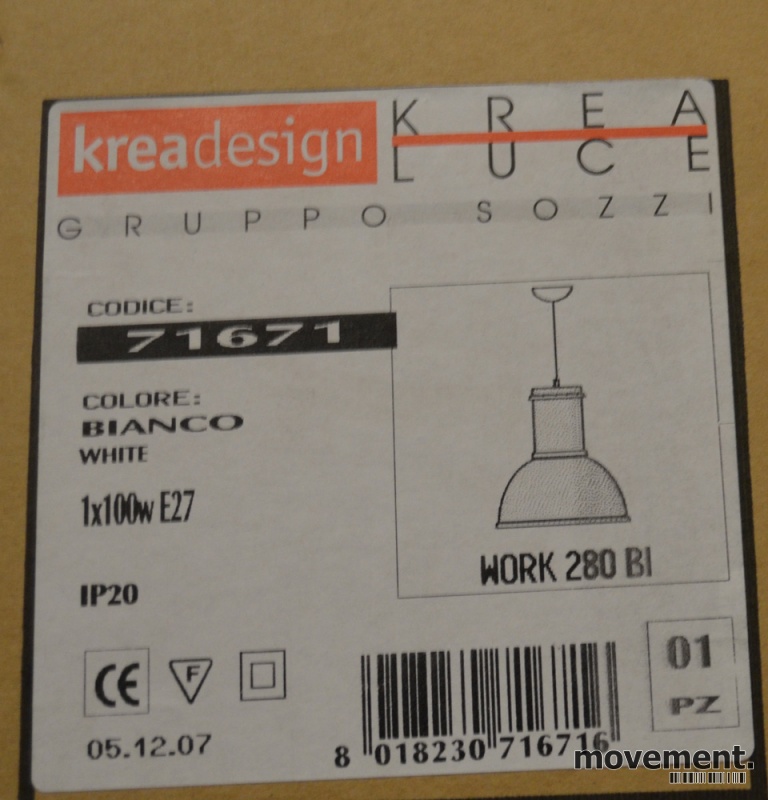 kreadesign
KREA
LUCE
GRUPPO SOZZI
CODICE:
71671
COLORE:
BIANCO
WHITE
1x100w E27
IP20
WORK 280 BI
CE F
05.12.07
8 018230 716716
01
PZ
movement.